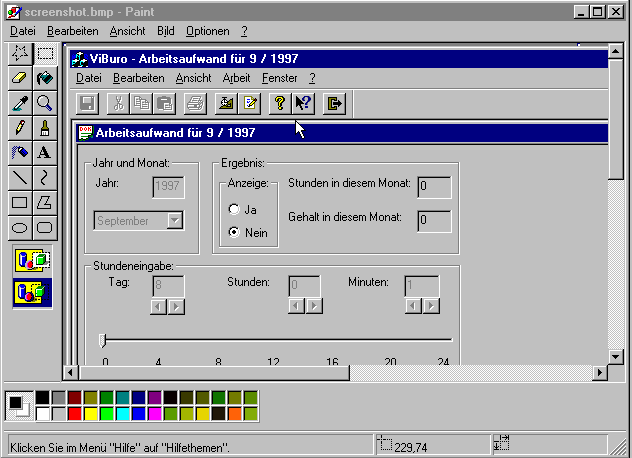 screenshot.bmp - Paint
Datei Bearbeiten Ansicht Bild Optionen ?
ViBuro - Arbeitsaufwand für 9 / 1997
Datei Bearbeiten Ansicht Arbeit Fenster ?
Arbeitsaufwand für 9 / 1997
Jahr und Monat:
Jahr: 1997
September
Ergebnis:
Anzeige:
Ja
Nein
Stunden in diesem Monat: 0
Gehalt in diesem Monat: 0
Stundeneingabe:
Tag: 8 Stunden: 0 Minuten: 1
0 4 8 12 16 20 24
Klicken Sie im Menü "Hilfe" auf "Hilfethemen". 229,74